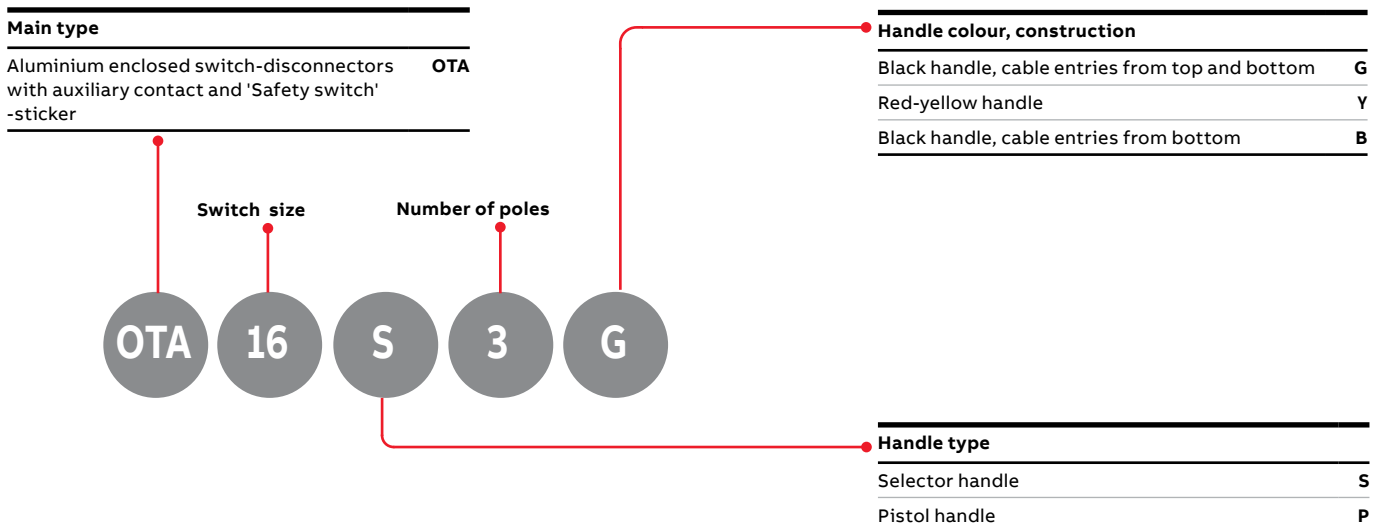 Main type
Aluminium enclosed switch-disconnectors OTA
with auxiliary contact and 'Safety switch'
-sticker
Handle colour, construction
Black handle, cable entries from top and bottom G
Red-yellow handle Y
Black handle, cable entries from bottom B
Switch size
Number of poles
OTA 16 S 3 G
Handle type
Selector handle S
Pistol handle P